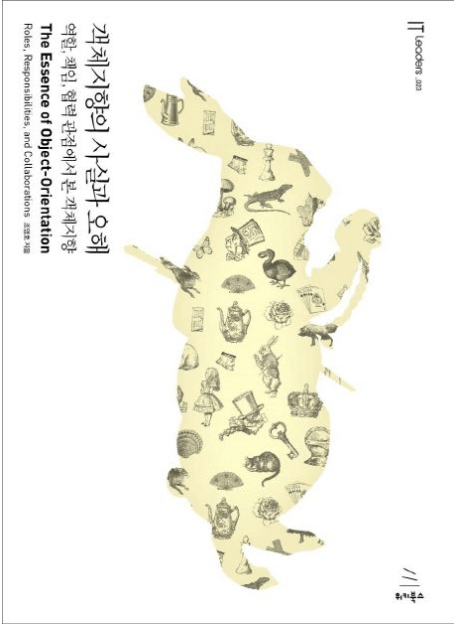 IT Leaders _003
객체지향의 사실과 오해
역할, 책임, 협력 관점에서 본 객체지향
The Essence of Object-Orientation
Roles, Responsibilities, and Collaborations 조영호 지음
위키북스